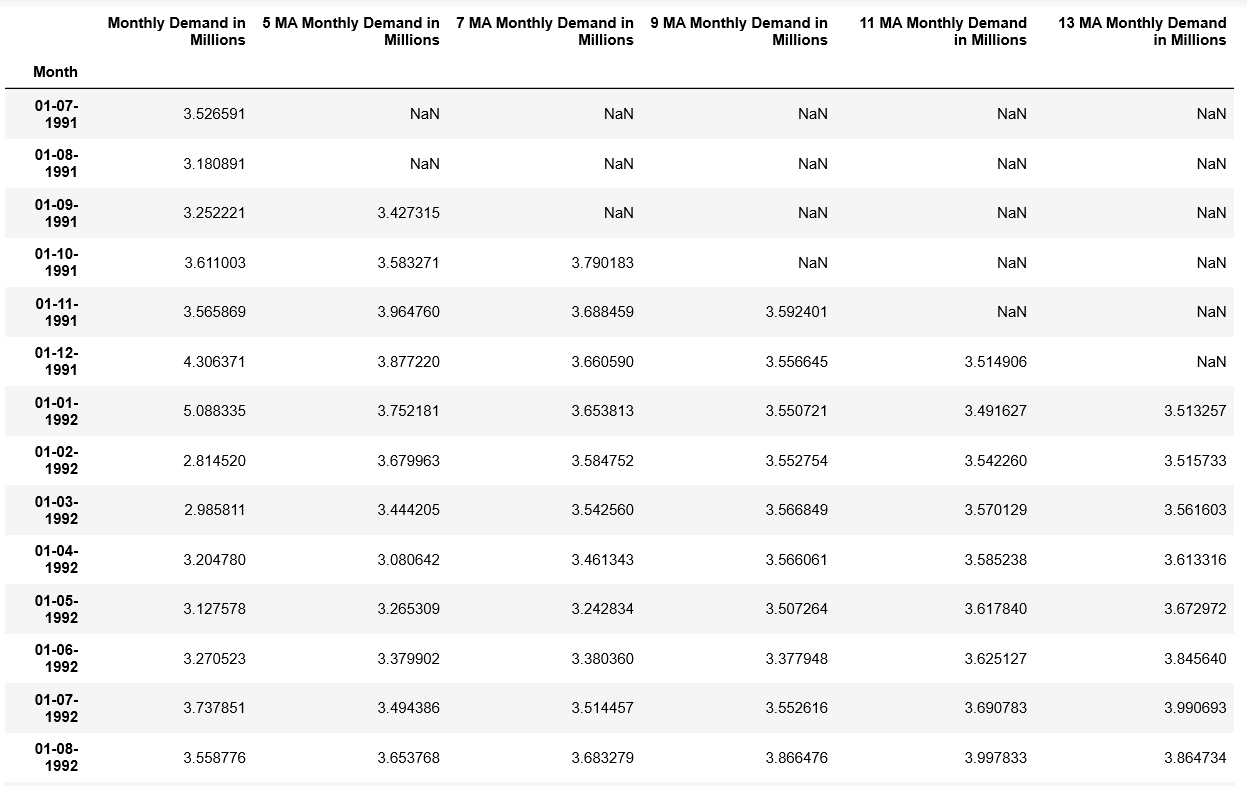 Monthly Demand in Millions 5 MA Monthly Demand in Millions 7 MA Monthly Demand in Millions 9 MA Monthly Demand in Millions 11 MA Monthly Demand in Millions 13 MA Monthly Demand in Millions
Month
01-07-1991 3.526591 NaN NaN NaN NaN NaN
01-08-1991 3.180891 NaN NaN NaN NaN NaN
01-09-1991 3.252221 3.427315 NaN NaN NaN NaN
01-10-1991 3.611003 3.583271 3.790183 NaN NaN NaN
01-11-1991 3.565869 3.964760 3.688459 3.592401 NaN NaN
01-12-1991 4.306371 3.877220 3.660590 3.556645 3.514906 NaN
01-01-1992 5.088335 3.752181 3.653813 3.550721 3.491627 3.513257
01-02-1992 2.814520 3.679963 3.584752 3.552754 3.542260 3.515733
01-03-1992 2.985811 3.444205 3.542560 3.566849 3.570129 3.561603
01-04-1992 3.204780 3.080642 3.461343 3.566061 3.585238 3.613316
01-05-1992 3.127578 3.265309 3.242834 3.507264 3.617840 3.672972
01-06-1992 3.270523 3.379902 3.380360 3.377948 3.625127 3.845640
01-07-1992 3.737851 3.494386 3.514457 3.552616 3.690783 3.990693
01-08-1992 3.558776 3.653768 3.683279 3.866476 3.997833 3.864734